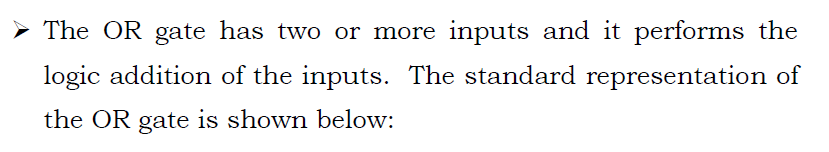 ➢ The OR gate has two or more inputs and it performs the
logic addition of the inputs.  The standard representation of
the OR gate is shown below: